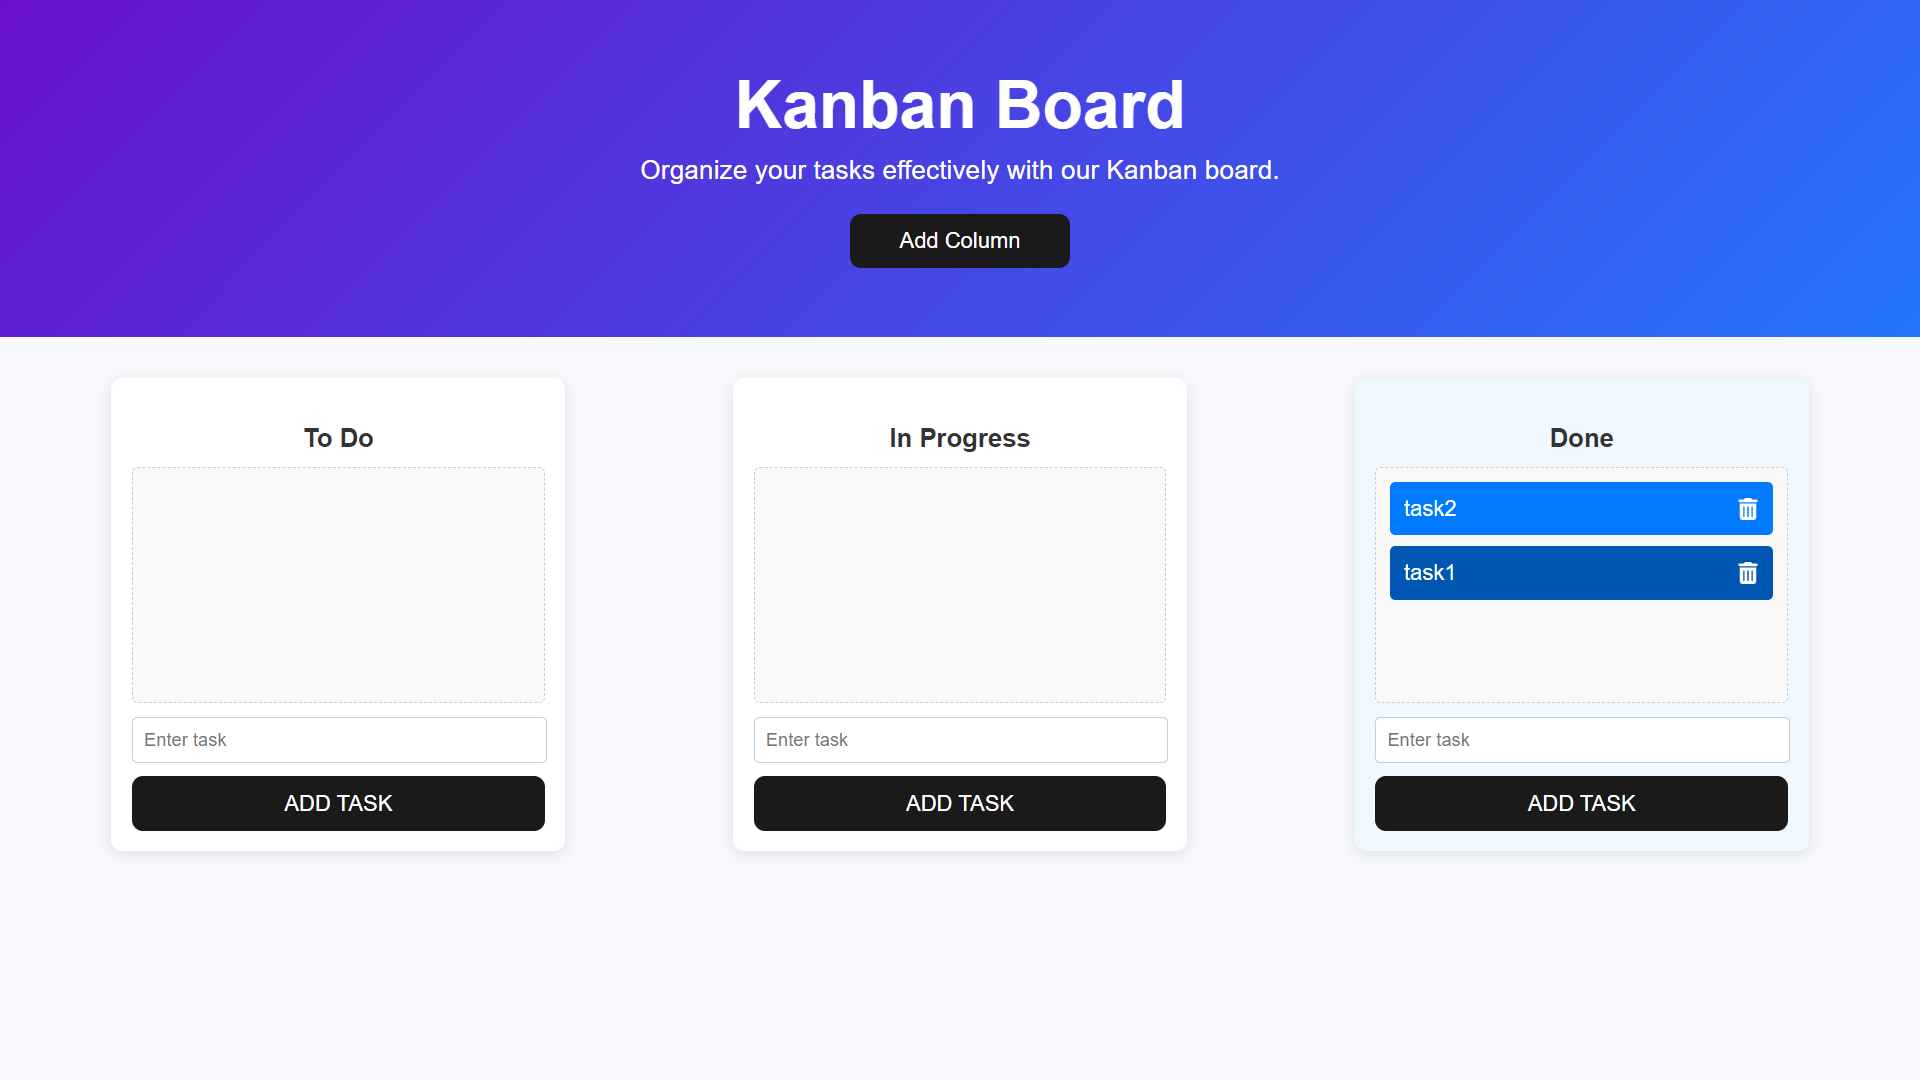 Kanban Board
Organize your tasks effectively with our Kanban board.
Add Column
To Do
Enter task
ADD TASK
In Progress
Enter task
ADD TASK
Done
task2
task1
Enter task
ADD TASK